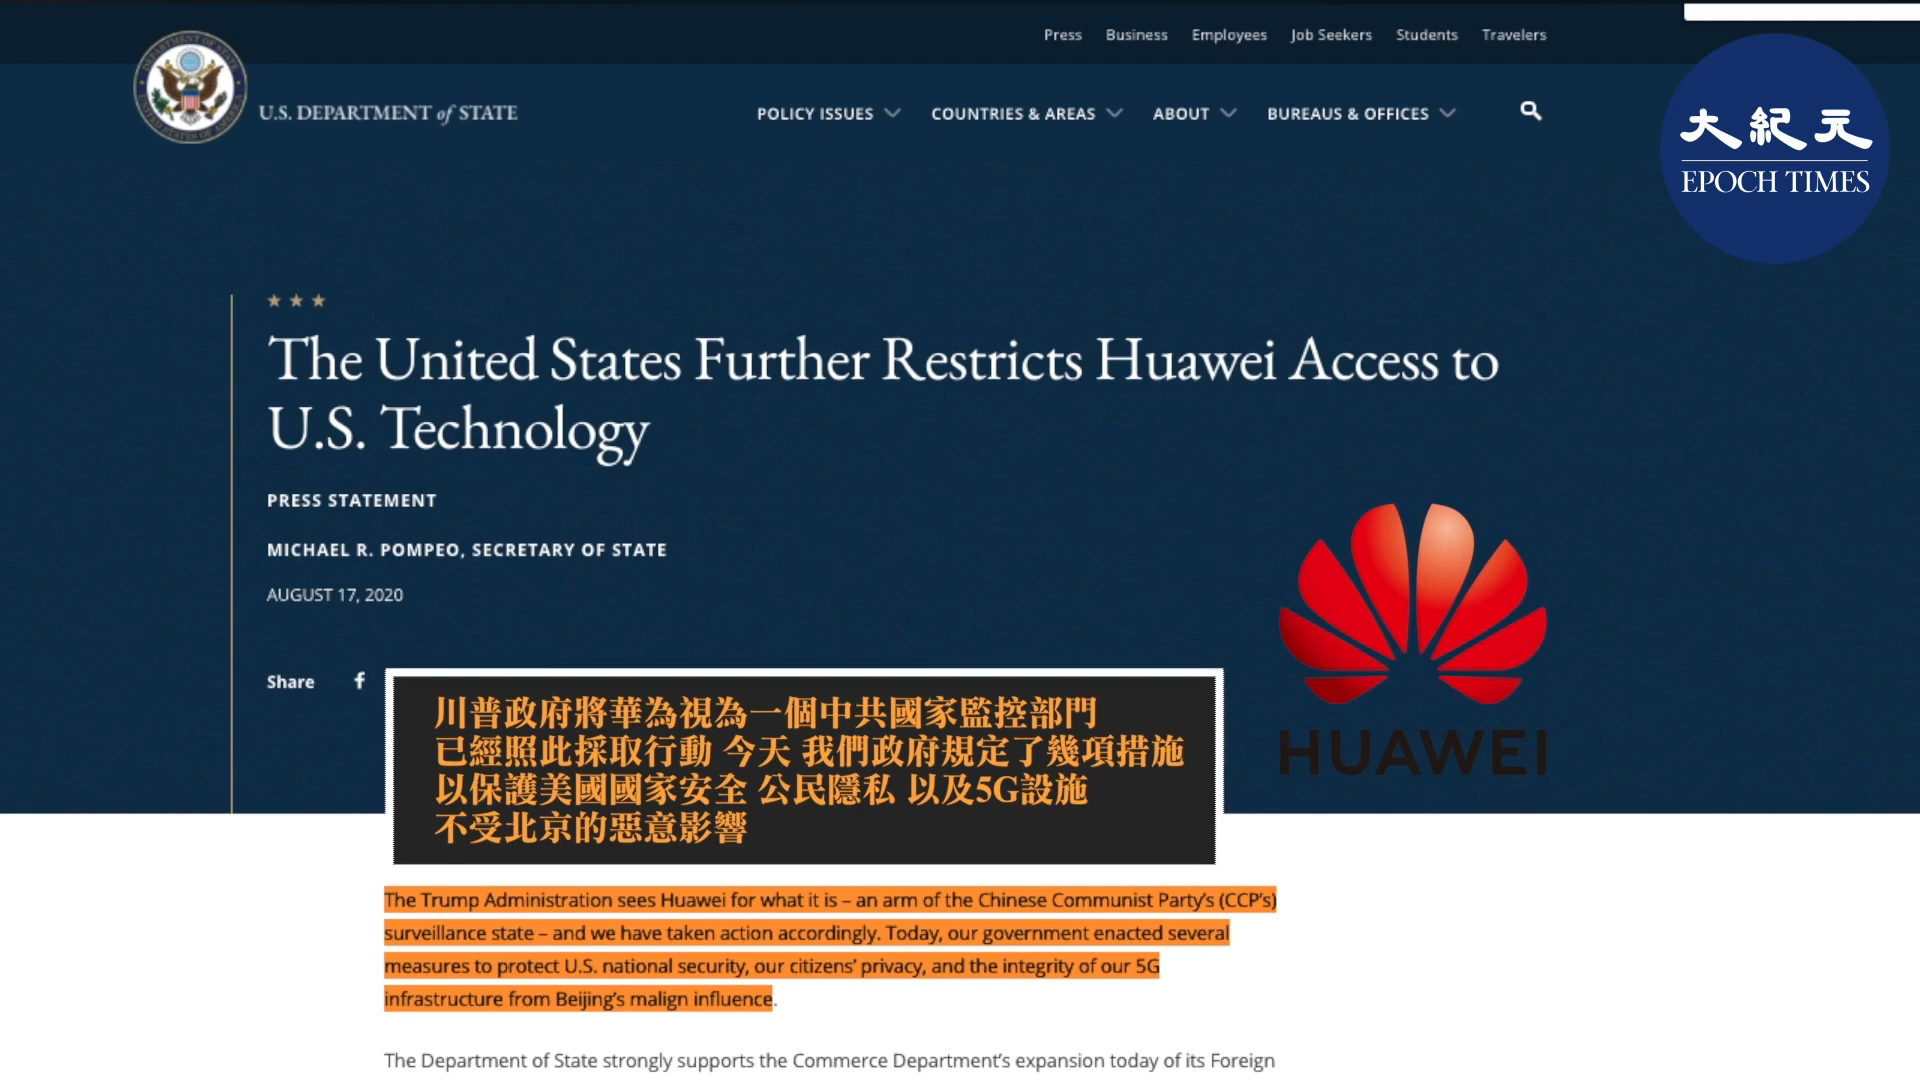 Press Business Employees Job Seekers Students Travelers
U.S. DEPARTMENT of STATE
POLICY ISSUES COUNTRIES & AREAS ABOUT BUREAUS & OFFICES
大紀元
EPOCH TIMES
The United States Further Restricts Huawei Access to
U.S. Technology
PRESS STATEMENT
MICHAEL R. POMPEO, SECRETARY OF STATE
AUGUST 17, 2020
Share f
HUAWEI
川普政府將華為視為一個中共國家監控部門
已經照此採取行動 今天 我們政府規定了幾項措施
以保護美國國家安全 公民隱私 以及5G設施
不受北京的惡意影響
The Trump Administration sees Huawei for what it is – an arm of the Chinese Communist Party’s (CCP’s)
surveillance state – and we have taken action accordingly. Today, our government enacted several
measures to protect U.S. national security, our citizens’ privacy, and the integrity of our 5G
infrastructure from Beijing’s malign influence.
The Department of State strongly supports the Commerce Department’s expansion today of its Foreign